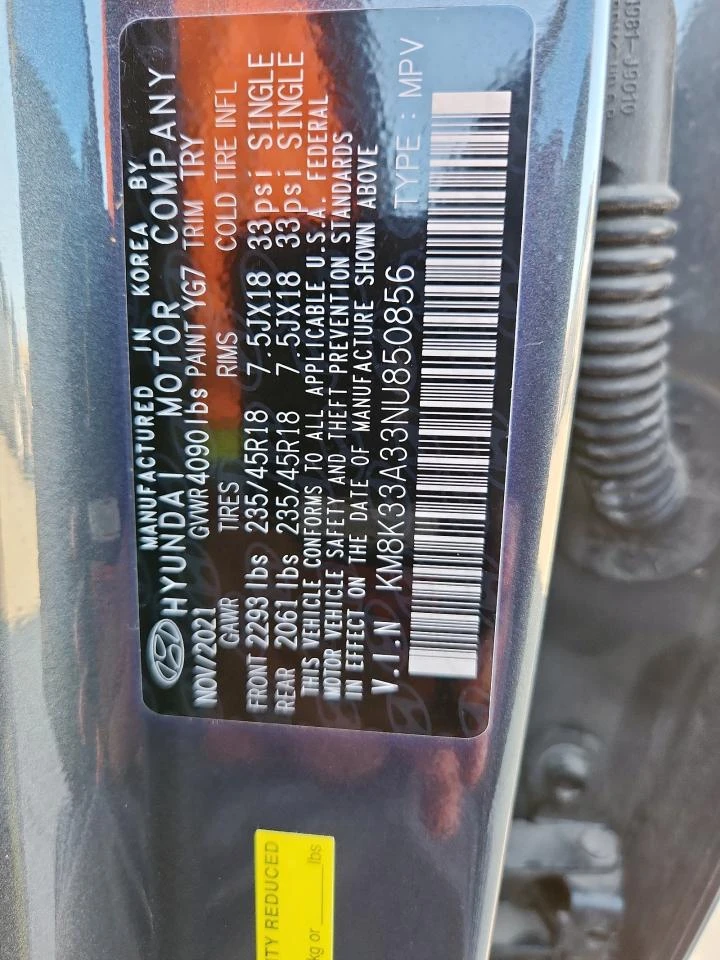 MANUFACTURED IN KOREA BY
HYUNDAI MOTOR COMPANY
NOV/2021 GVWR 4090 lbs PAINT YG7 TRIM TRY
GAWR TIRES RIMS COLD TIRE INFL
FRONT 2293 lbs 235/45R18 7.5JX18 33psi SINGLE
REAR 2061 lbs 235/45R18 7.5JX18 33psi SINGLE
THIS VEHICLE CONFORMS TO ALL APPLICABLE U.S.A. FEDERAL
MOTOR VEHICLE SAFETY AND THEFT PREVENTION STANDARDS
IN EFFECT ON THE DATE OF MANUFACTURE SHOWN ABOVE
V.I.N KM8K33A33NU850856 TYPE : MPV
REDUCED
kg or ____ lbs